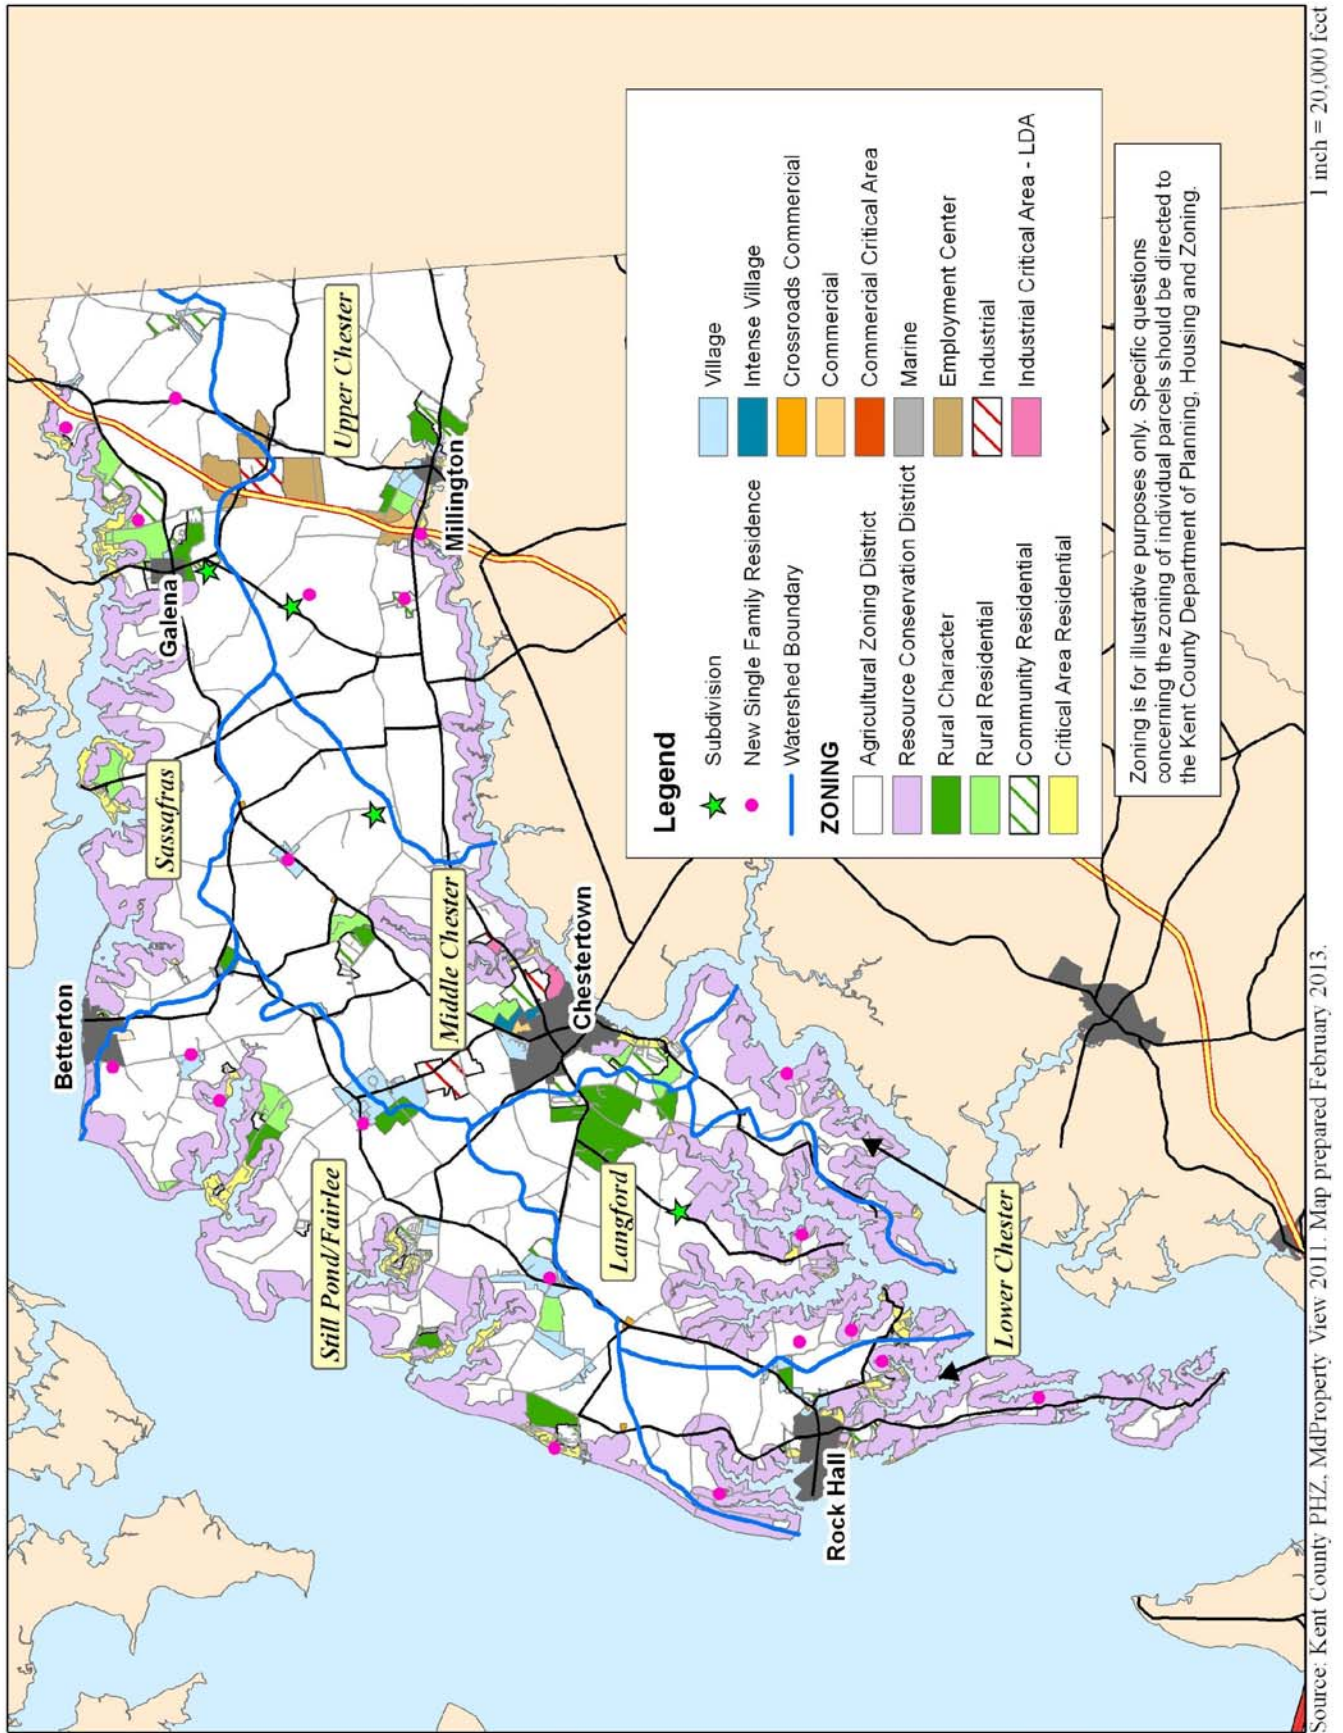 Betterton
Sassafras
Galena
Upper Chester
Millington
Still Pond/Fairlee
Middle Chester
Chestertown
Langford
Rock Hall
Lower Chester
Legend
Subdivision
New Single Family Residence
Watershed Boundary
ZONING
Agricultural Zoning District
Resource Conservation District
Rural Character
Rural Residential
Community Residential
Critical Area Residential
Village
Intense Village
Crossroads Commercial
Commercial
Commercial Critical Area
Marine
Employment Center
Industrial
Industrial Critical Area - LDA
Zoning is for illustrative purposes only. Specific questions
concerning the zoning of individual parcels should be directed to
the Kent County Department of Planning, Housing and Zoning.
Source: Kent County PHZ, MdProperty View 2011. Map prepared February 2013.
1 inch = 20,000 feet